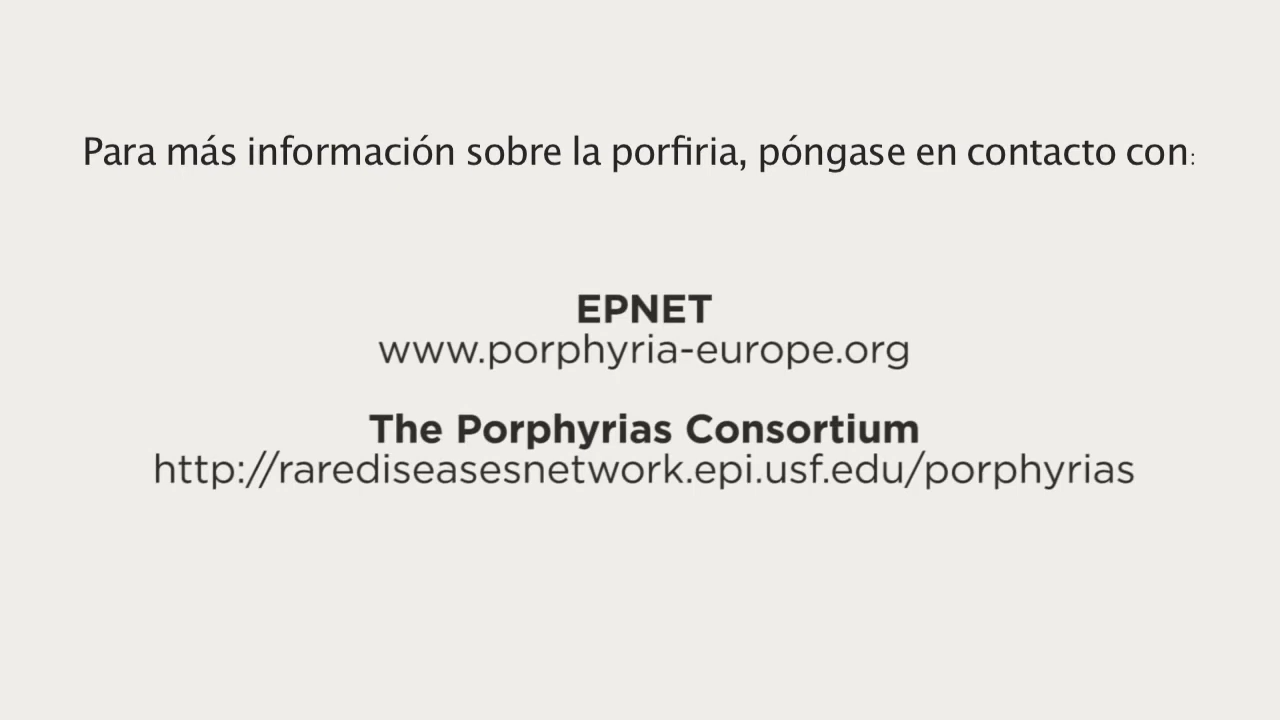 Para más información sobre la porfiria, póngase en contacto con:
EPNET
www.porphyria-europe.org
The Porphyrias Consortium
http://rarediseasesnetwork.epi.usf.edu/porphyrias